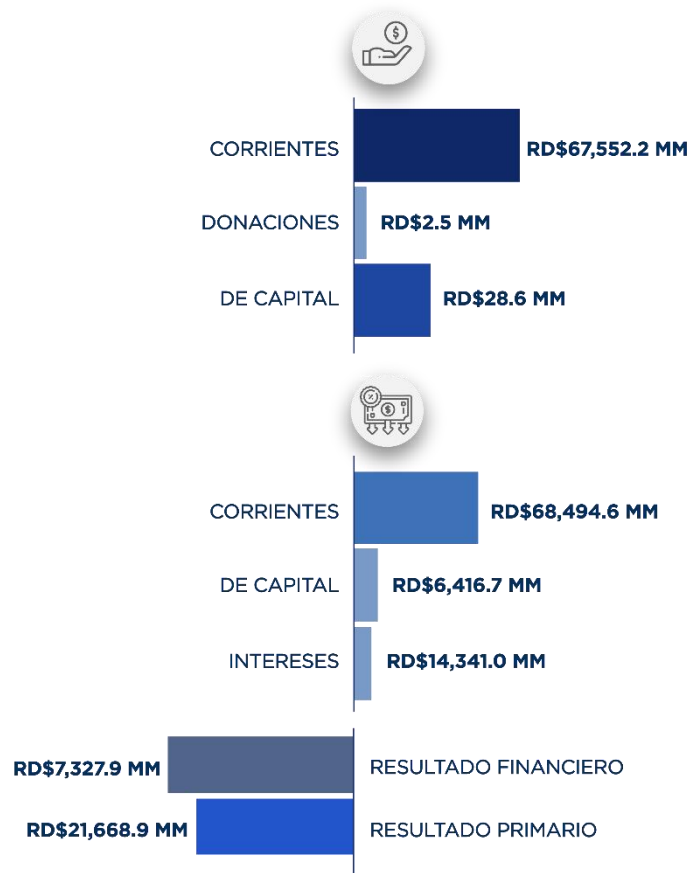 CORRIENTES RD$67,552.2 MM
DONACIONES RD$2.5 MM
DE CAPITAL RD$28.6 MM
CORRIENTES RD$68,494.6 MM
DE CAPITAL RD$6,416.7 MM
INTERESES RD$14,341.0 MM
RD$7,327.9 MM RESULTADO FINANCIERO
RD$21,668.9 MM RESULTADO PRIMARIO